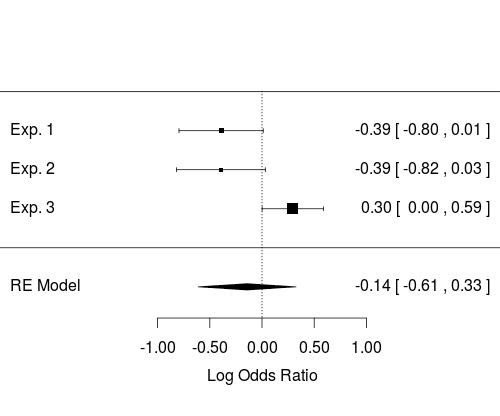 Exp. 1 -0.39 [ -0.80 , 0.01 ]
Exp. 2 -0.39 [ -0.82 , 0.03 ]
Exp. 3 0.30 [ 0.00 , 0.59 ]
RE Model -0.14 [ -0.61 , 0.33 ]
-1.00 -0.50 0.00 0.50 1.00
Log Odds Ratio